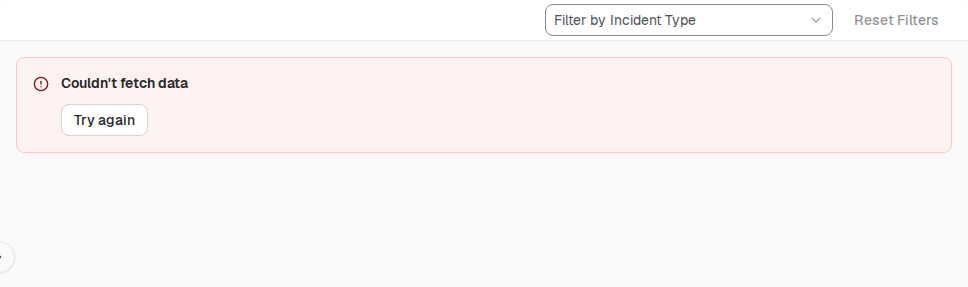 Filter by Incident Type
Reset Filters
Couldn't fetch data
Try again